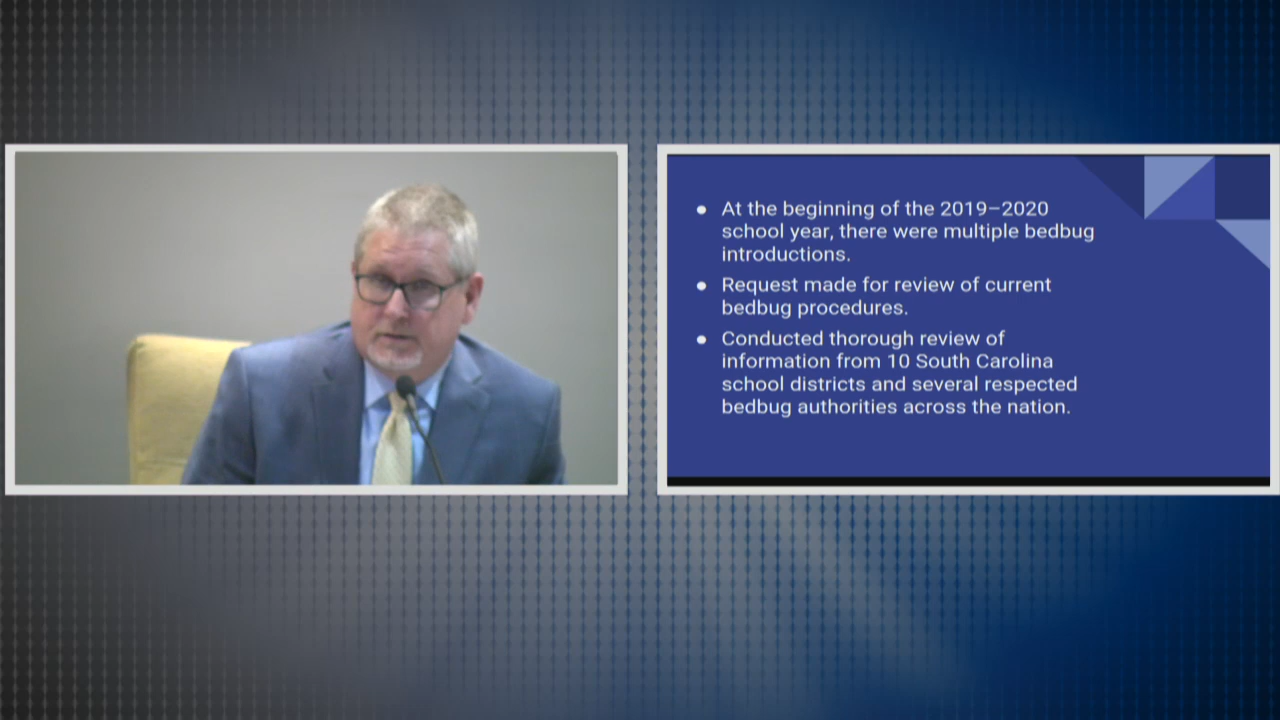 ● At the beginning of the 2019–2020
school year, there were multiple bedbug
introductions.
● Request made for review of current
bedbug procedures.
● Conducted thorough review of
information from 10 South Carolina
school districts and several respected
bedbug authorities across the nation.